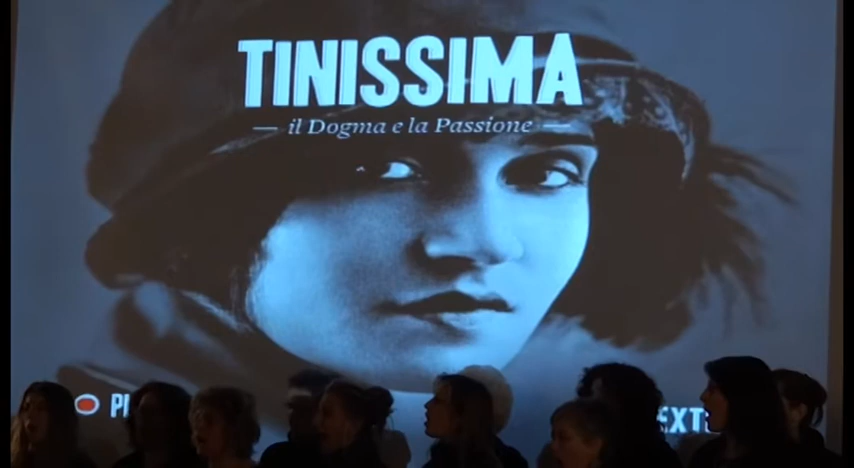 TINISSIMA
— il Dogma e la Passione —